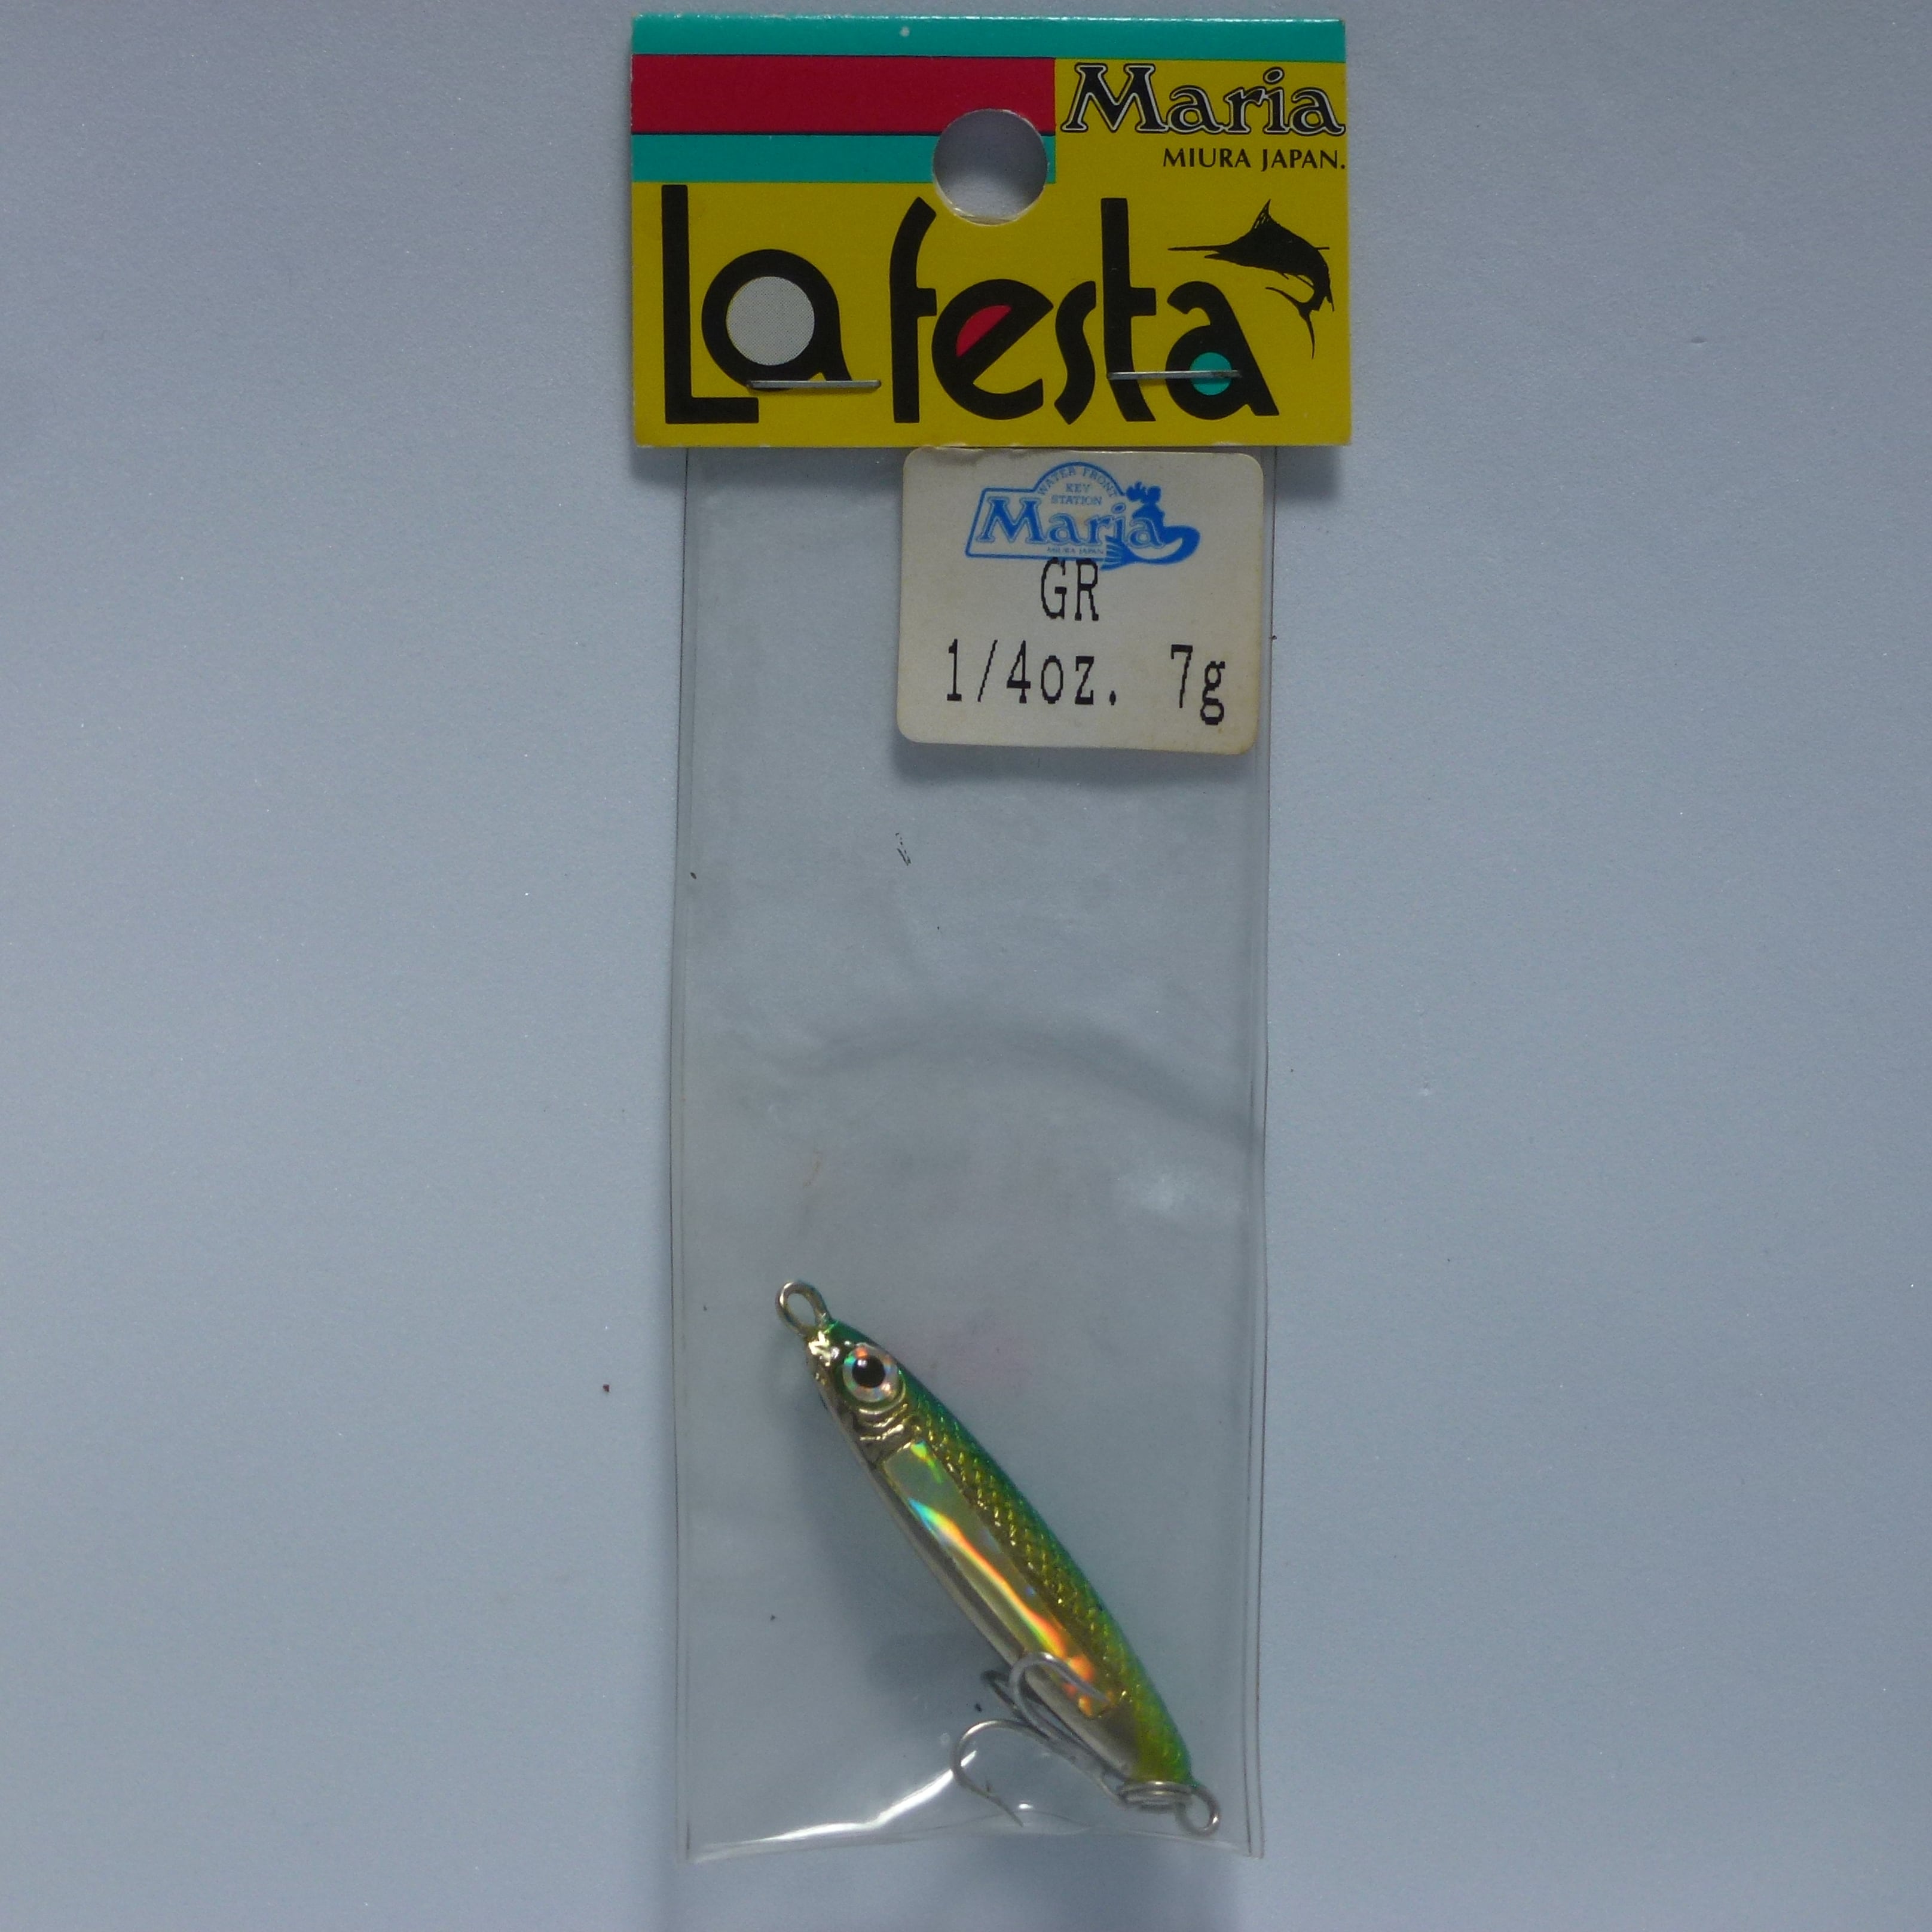 Maria
MIURA JAPAN.
La festa
WATER FRONT
KEY
STATION
Maria
MIURA JAPAN
GR
1/4oz. 7g